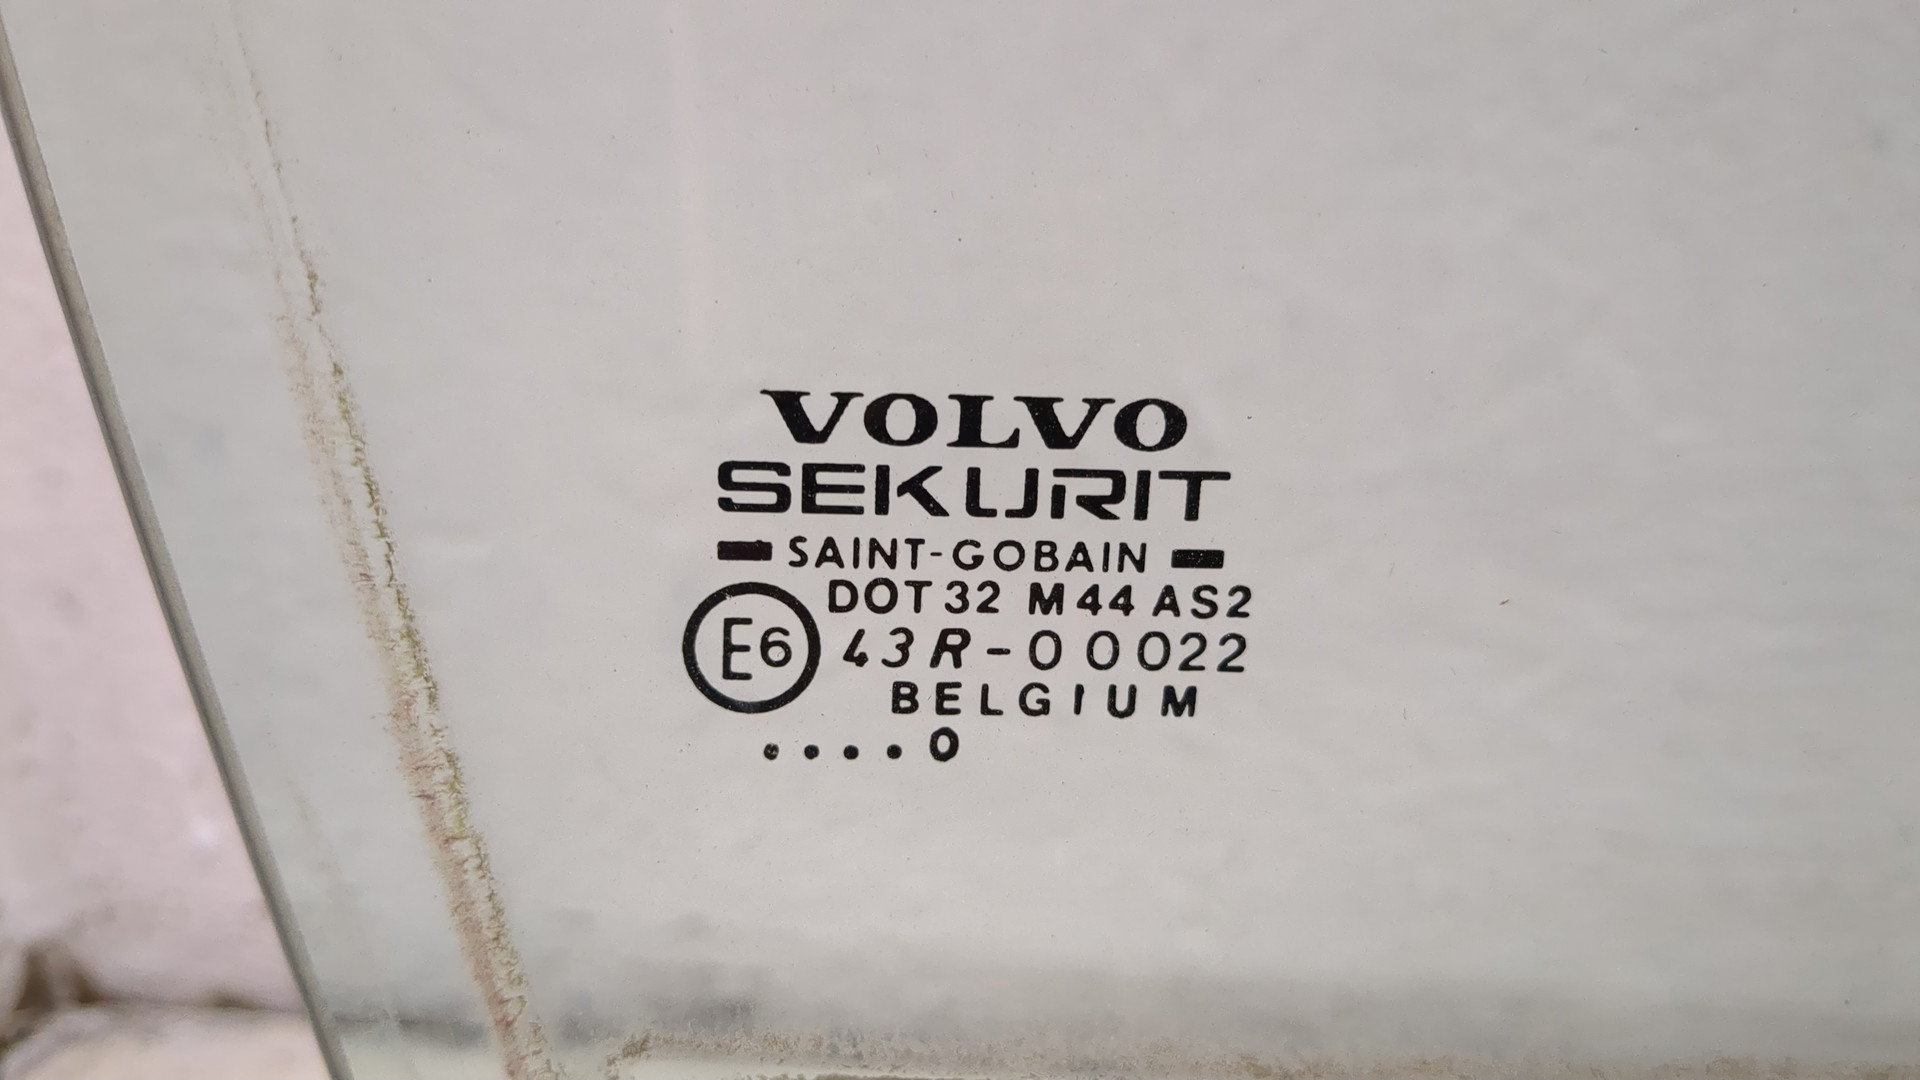 VOLVO
SEKURIT
SAINT-GOBAIN
DOT 32 M44 AS2
E6 43R-00022
BELGIUM
....0